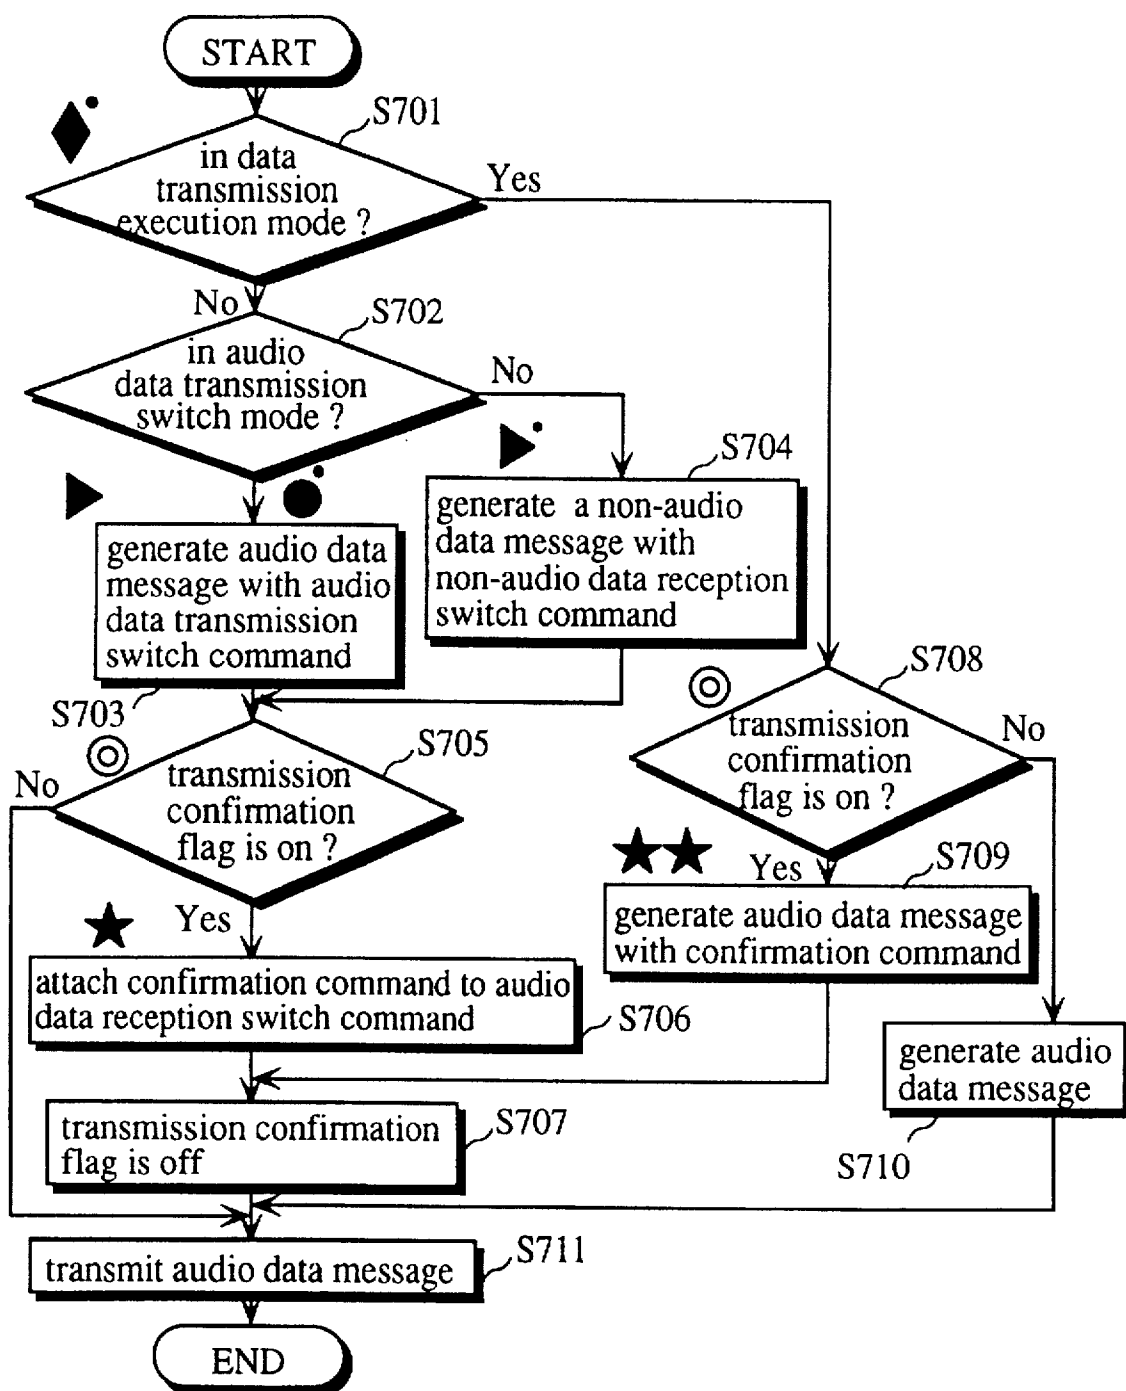 START
S701
in data
transmission
execution mode ?
Yes
No
S702
in audio
data transmission
switch mode ?
No
S704
generate a non-audio
data message with
non-audio data reception
switch command
generate audio data
message with audio
data transmission
switch command
S703
S705
transmission
confirmation
flag is on ?
No
Yes
S708
transmission
confirmation
flag is on ?
No
Yes
S709
generate audio data message
with confirmation command
attach confirmation command to audio
data reception switch command
S706
generate audio
data message
S710
transmission confirmation
flag is off
S707
transmit audio data message
S711
END